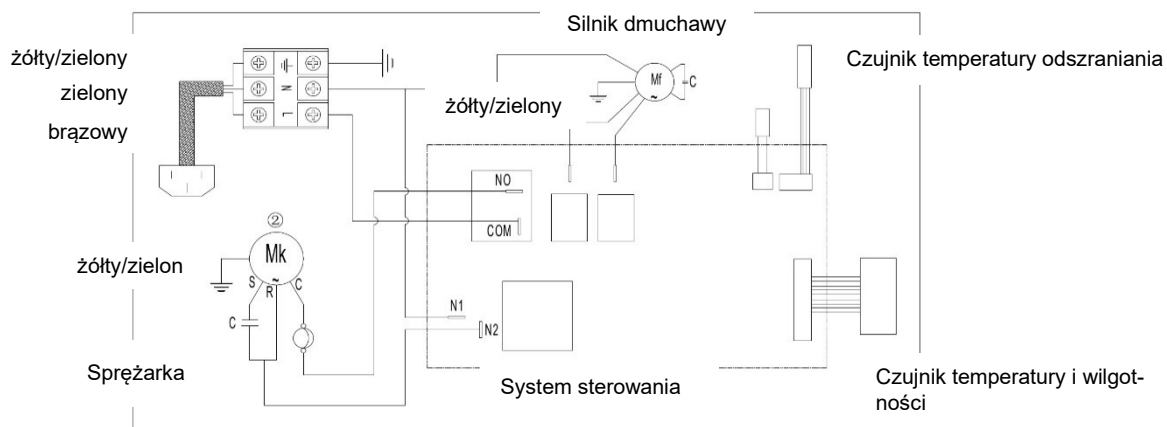 Silnik dmuchawy
żółty/zielony
zielony
brązowy
N
L
żółty/zielony
Mf
~
C
Czujnik temperatury odszraniania
NO
COM
②
Mk
~
S
R
C
C
żółty/zielon
N1
N2
Sprężarka
System sterowania
Czujnik temperatury i wilgot-
ności